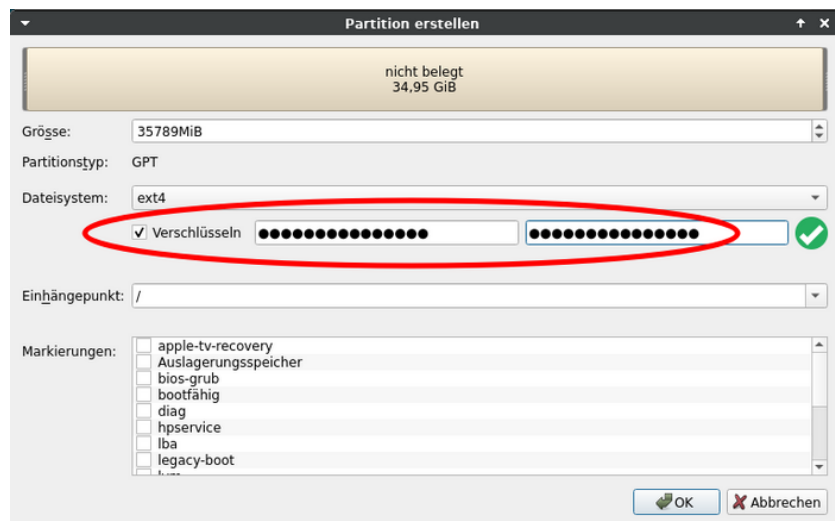 Partition erstellen
nicht belegt
34,95 GiB
Grösse: 35789MiB
Partitionstyp: GPT
Dateisystem: ext4
Verschlüsseln ●●●●●●●●●●●●●●● ●●●●●●●●●●●●●●●
Einhängepunkt: /
Markierungen: apple-tv-recovery
Auslagerungsspeicher
bios-grub
bootfähig
diag
hpservice
lba
legacy-boot
OK Abbrechen